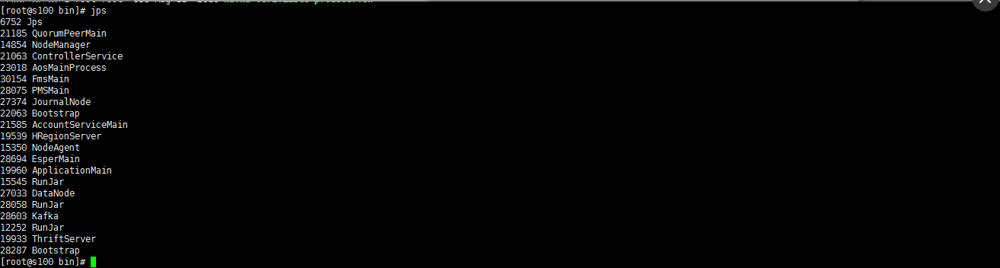 [root@s100 bin]# jps
6752 Jps
21185 QuorumPeerMain
14854 NodeManager
21063 ControllerService
23018 AosMainProcess
30154 FmsMain
28075 PMSMain
27374 JournalNode
22063 Bootstrap
21585 AccountServiceMain
19539 HRegionServer
15350 NodeAgent
28694 EsperMain
19960 ApplicationMain
15545 RunJar
27033 DataNode
28058 RunJar
28603 Kafka
12252 RunJar
19933 ThriftServer
28287 Bootstrap
[root@s100 bin]#